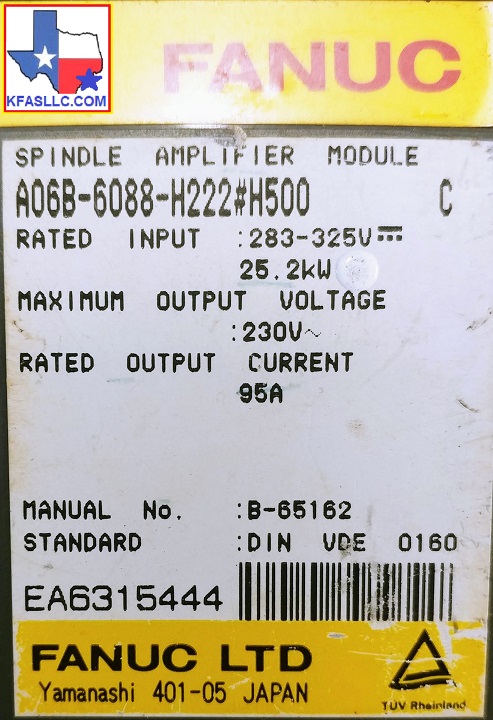 KFASLLC.COM
FANUC
SPINDLE AMPLIFIER MODULE
A06B-6088-H222#H500 C
RATED INPUT :283-325V⎓
25.2kW
MAXIMUM OUTPUT VOLTAGE
:230V~
RATED OUTPUT CURRENT
95A
MANUAL No. :B-65162
STANDARD :DIN VDE 0160
EA6315444
FANUC LTD
Yamanashi 401-05 JAPAN
TÜV Rheinland